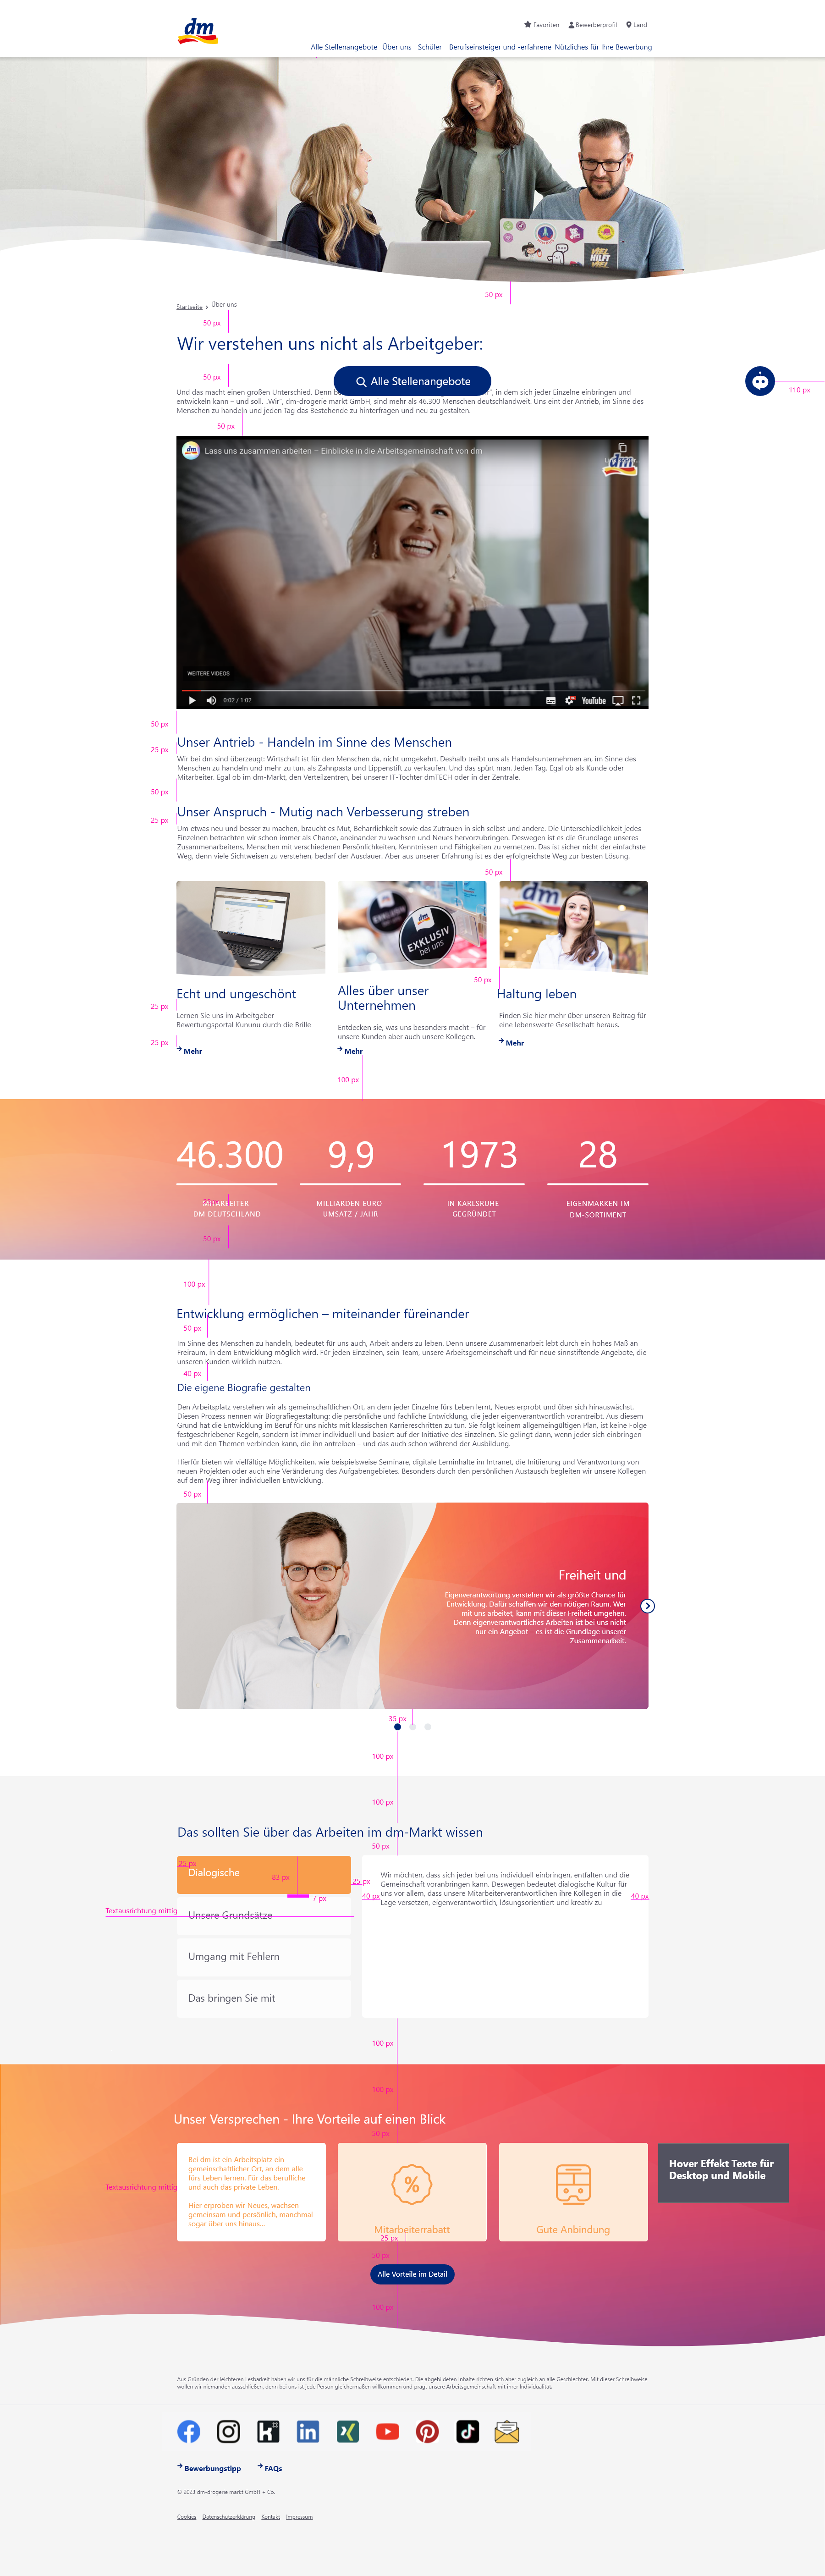 dm
Favoriten Bewerberprofil Land
Alle Stellenangebote Über uns Schüler Berufseinsteiger und -erfahrene Nützliches für Ihre Bewerbung
50 px
Startseite › Über uns
50 px
Wir verstehen uns nicht als Arbeitgeber:
50 px
Alle Stellenangebote
110 px
Und das macht einen großen Unterschied. Denn
in dem sich jeder Einzelne einbringen und
entwickeln kann – und soll. „Wir“, dm-drogerie markt GmbH, sind mehr als 46.300 Menschen deutschlandweit. Uns eint der Antrieb, im Sinne des
Menschen zu handeln und jeden Tag das Bestehende zu hinterfragen und neu zu gestalten.
50 px
Lass uns zusammen arbeiten – Einblicke in die Arbeitsgemeinschaft von dm
dm
WEITERE VIDEOS
0:02 / 1:02
YouTube
50 px
Unser Antrieb - Handeln im Sinne des Menschen
25 px
Wir bei dm sind überzeugt: Wirtschaft ist für den Menschen da, nicht umgekehrt. Deshalb treibt uns als Handelsunternehmen an, im Sinne des
Menschen zu handeln und mehr zu tun, als Zahnpasta und Lippenstift zu verkaufen. Und das spürt man. Jeden Tag. Egal ob als Kunde oder
Mitarbeiter. Egal ob im dm-Markt, den Verteilzentren, bei unserer IT-Tochter dmTECH oder in der Zentrale.
50 px
Unser Anspruch - Mutig nach Verbesserung streben
25 px
Um etwas neu und besser zu machen, braucht es Mut, Beharrlichkeit sowie das Zutrauen in sich selbst und andere. Die Unterschiedlichkeit jedes
Einzelnen betrachten wir schon immer als Chance, aneinander zu wachsen und Neues hervorzubringen. Deswegen ist es die Grundlage unseres
Zusammenarbeitens, Menschen mit verschiedenen Persönlichkeiten, Kenntnissen und Fähigkeiten zu vernetzen. Das ist sicher nicht der einfachste
Weg, denn viele Sichtweisen zu verstehen, bedarf der Ausdauer. Aber aus unserer Erfahrung ist es der erfolgreichste Weg zur besten Lösung.
50 px
EXKLUSIV
bei uns
dm
50 px
Echt und ungeschönt
25 px
Lernen Sie uns im Arbeitgeber-
Bewertungsportal Kununu durch die Brille
25 px
Mehr
Alles über unser
Unternehmen
Entdecken sie, was uns besonders macht – für
unsere Kunden aber auch unsere Kollegen.
Mehr
Haltung leben
Finden Sie hier mehr über unseren Beitrag für
eine lebenswerte Gesellschaft heraus.
Mehr
100 px
46.300 9,9 1973 28
DM DEUTSCHLAND
MILLIARDEN EURO
UMSATZ / JAHR
IN KARLSRUHE
GEGRÜNDET
EIGENMARKEN IM
DM-SORTIMENT
50 px
100 px
Entwicklung ermöglichen – miteinander füreinander
50 px
Im Sinne des Menschen zu handeln, bedeutet für uns auch, Arbeit anders zu leben. Denn unsere Zusammenarbeit lebt durch ein hohes Maß an
Freiraum, in dem Entwicklung möglich wird. Für jeden Einzelnen, sein Team, unsere Arbeitsgemeinschaft und für neue sinnstiftende Angebote, die
unseren Kunden wirklich nutzen.
40 px
Die eigene Biografie gestalten
Den Arbeitsplatz verstehen wir als gemeinschaftlichen Ort, an dem jeder Einzelne fürs Leben lernt, Neues erprobt und über sich hinauswächst.
Diesen Prozess nennen wir Biografiegestaltung: die persönliche und fachliche Entwicklung, die jeder eigenverantwortlich vorantreibt. Aus diesem
Grund hat die Entwicklung im Beruf für uns nichts mit klassischen Karriereschritten zu tun. Sie folgt keinem allgemeingültigen Plan, ist keine Folge
festgeschriebener Regeln, sondern ist immer individuell und basiert auf der Initiative des Einzelnen. Sie gelingt dann, wenn jeder sich einbringen
und mit den Themen verbinden kann, die ihn antreiben – und das auch schon während der Ausbildung.
Hierfür bieten wir vielfältige Möglichkeiten, wie beispielsweise Seminare, digitale Lerninhalte im Intranet, die Initiierung und Verantwortung von
neuen Projekten oder auch eine Veränderung des Aufgabengebietes. Besonders durch den persönlichen Austausch begleiten wir unsere Kollegen
auf dem Weg ihrer individuellen Entwicklung.
50 px
Freiheit und
Eigenverantwortung verstehen wir als größte Chance für
Entwicklung. Dafür schaffen wir den nötigen Raum. Wer
mit uns arbeitet, kann mit dieser Freiheit umgehen.
Denn eigenverantwortliches Arbeiten ist bei uns nicht
nur ein Angebot – es ist die Grundlage unserer
Zusammenarbeit.
35 px
100 px
100 px
Das sollten Sie über das Arbeiten im dm-Markt wissen
50 px
25 px
Dialogische
83 px
7 px
25 px
40 px
Wir möchten, dass sich jeder bei uns individuell einbringen, entfalten und die
Gemeinschaft voranbringen kann. Deswegen bedeutet dialogische Kultur für
uns vor allem, dass unsere Mitarbeiterverantwortlichen ihre Kollegen in die
Lage versetzen, eigenverantwortlich, lösungsorientiert und kreativ zu
40 px
Textausrichtung mittig
Unsere Grundsätze
Umgang mit Fehlern
Das bringen Sie mit
100 px
100 px
Unser Versprechen - Ihre Vorteile auf einen Blick
50 px
Bei dm ist ein Arbeitsplatz ein
gemeinschaftlicher Ort, an dem alle
fürs Leben lernen. Für das berufliche
und auch das private Leben.
Textausrichtung mittig
Hier erproben wir Neues, wachsen
gemeinsam und persönlich, manchmal
sogar über uns hinaus...
Mitarbeiterrabatt
Gute Anbindung
Hover Effekt Texte für
Desktop und Mobile
25 px
50 px
Alle Vorteile im Detail
100 px
Aus Gründen der leichteren Lesbarkeit haben wir uns für die männliche Schreibweise entschieden. Die abgebildeten Inhalte richten sich aber zugleich an alle Geschlechter. Mit dieser Schreibweise
wollen wir niemanden ausschließen, denn bei uns ist jede Person gleichermaßen willkommen und prägt unsere Arbeitsgemeinschaft mit ihrer Individualität.
Bewerbungstipp FAQs
© 2023 dm-drogerie markt GmbH + Co.
Cookies Datenschutzerklärung Kontakt Impressum